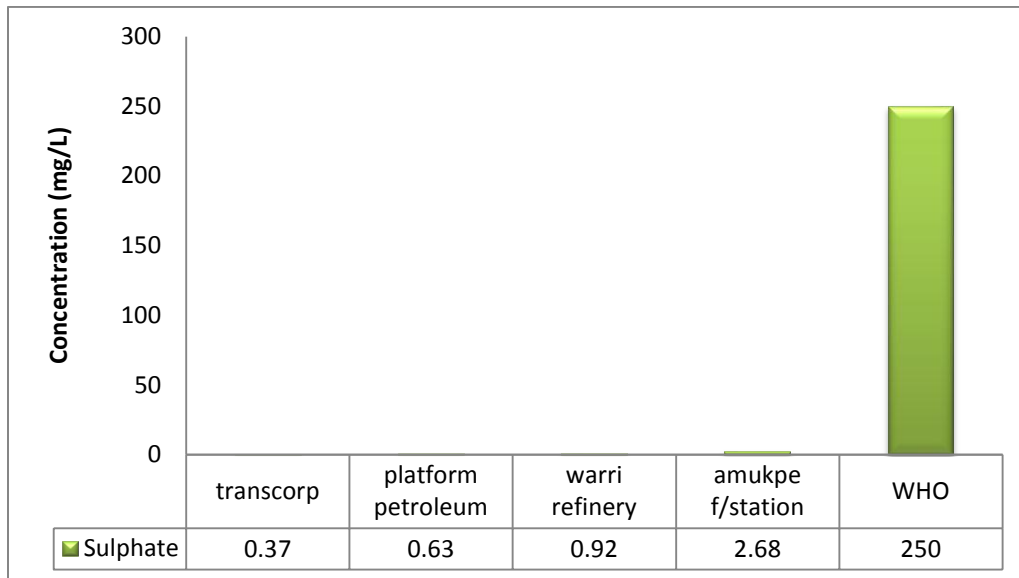 Concentration (mg/L)
300
250
200
150
100
50
0
transcorp
platform
petroleum
warri
refinery
amukpe
f/station
WHO
Sulphate 0.37 0.63 0.92 2.68 250